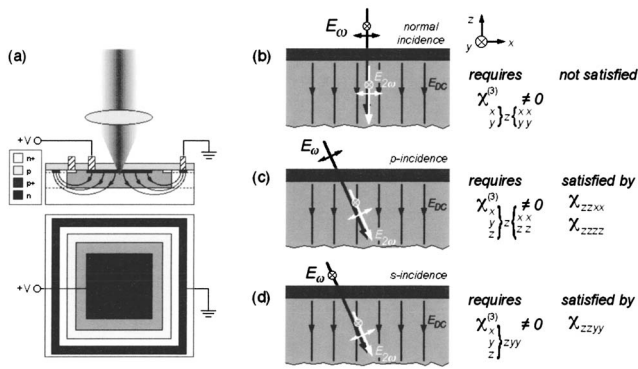 (a)
+V
n+
p
p+
n
+V
(b)
Eω
normal
incidence
E2ω
EDC
z
y
x
requires
not satisfied
χ(3) ≠ 0
x
y } z { x x
y y
(c)
Eω
p-incidence
E2ω
EDC
requires
satisfied by
χ(3) ≠ 0
x
y
z } z { x x
z z
χzzxx
χzzzz
(d)
Eω
s-incidence
E2ω
EDC
requires
satisfied by
χ(3) ≠ 0
x
y
z } zyy
χzzyy